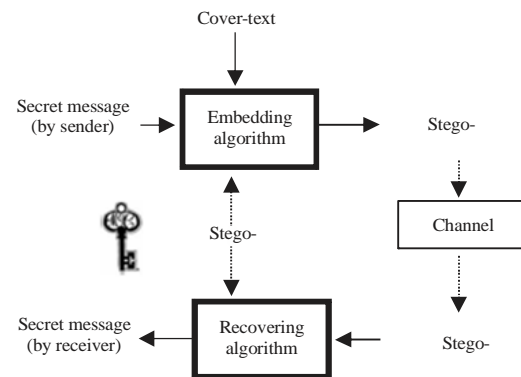 Cover-text
Secret message
(by sender)
Embedding
algorithm
Stego-
Stego-
Channel
Secret message
(by receiver)
Recovering
algorithm
Stego-